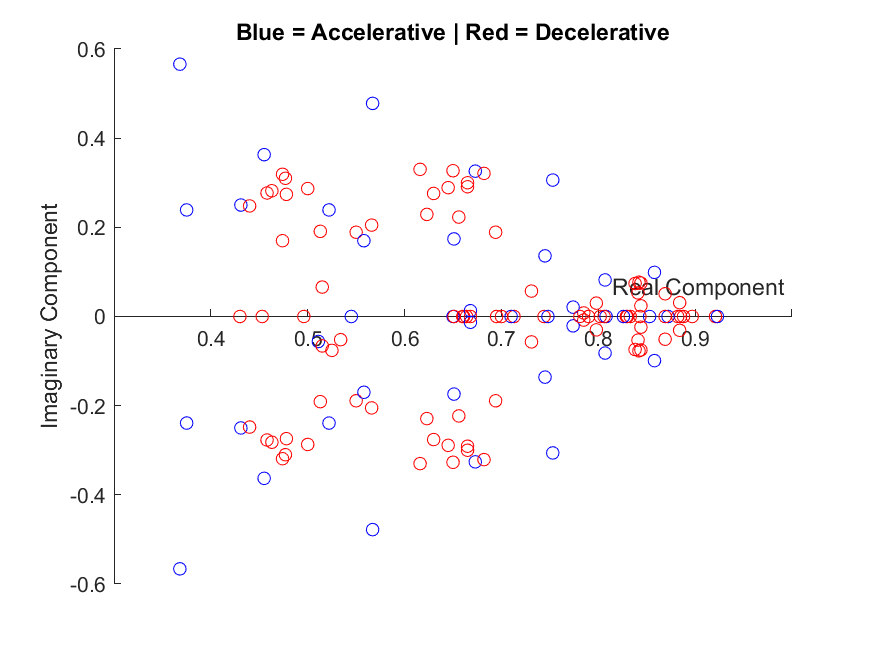 Blue = Accelerative | Red = Decelerative
0.6
0.4
0.2
0
-0.2
-0.4
-0.6
Imaginary Component
Real Component
0.4 0.5 0.6 0.7 0.8 0.9